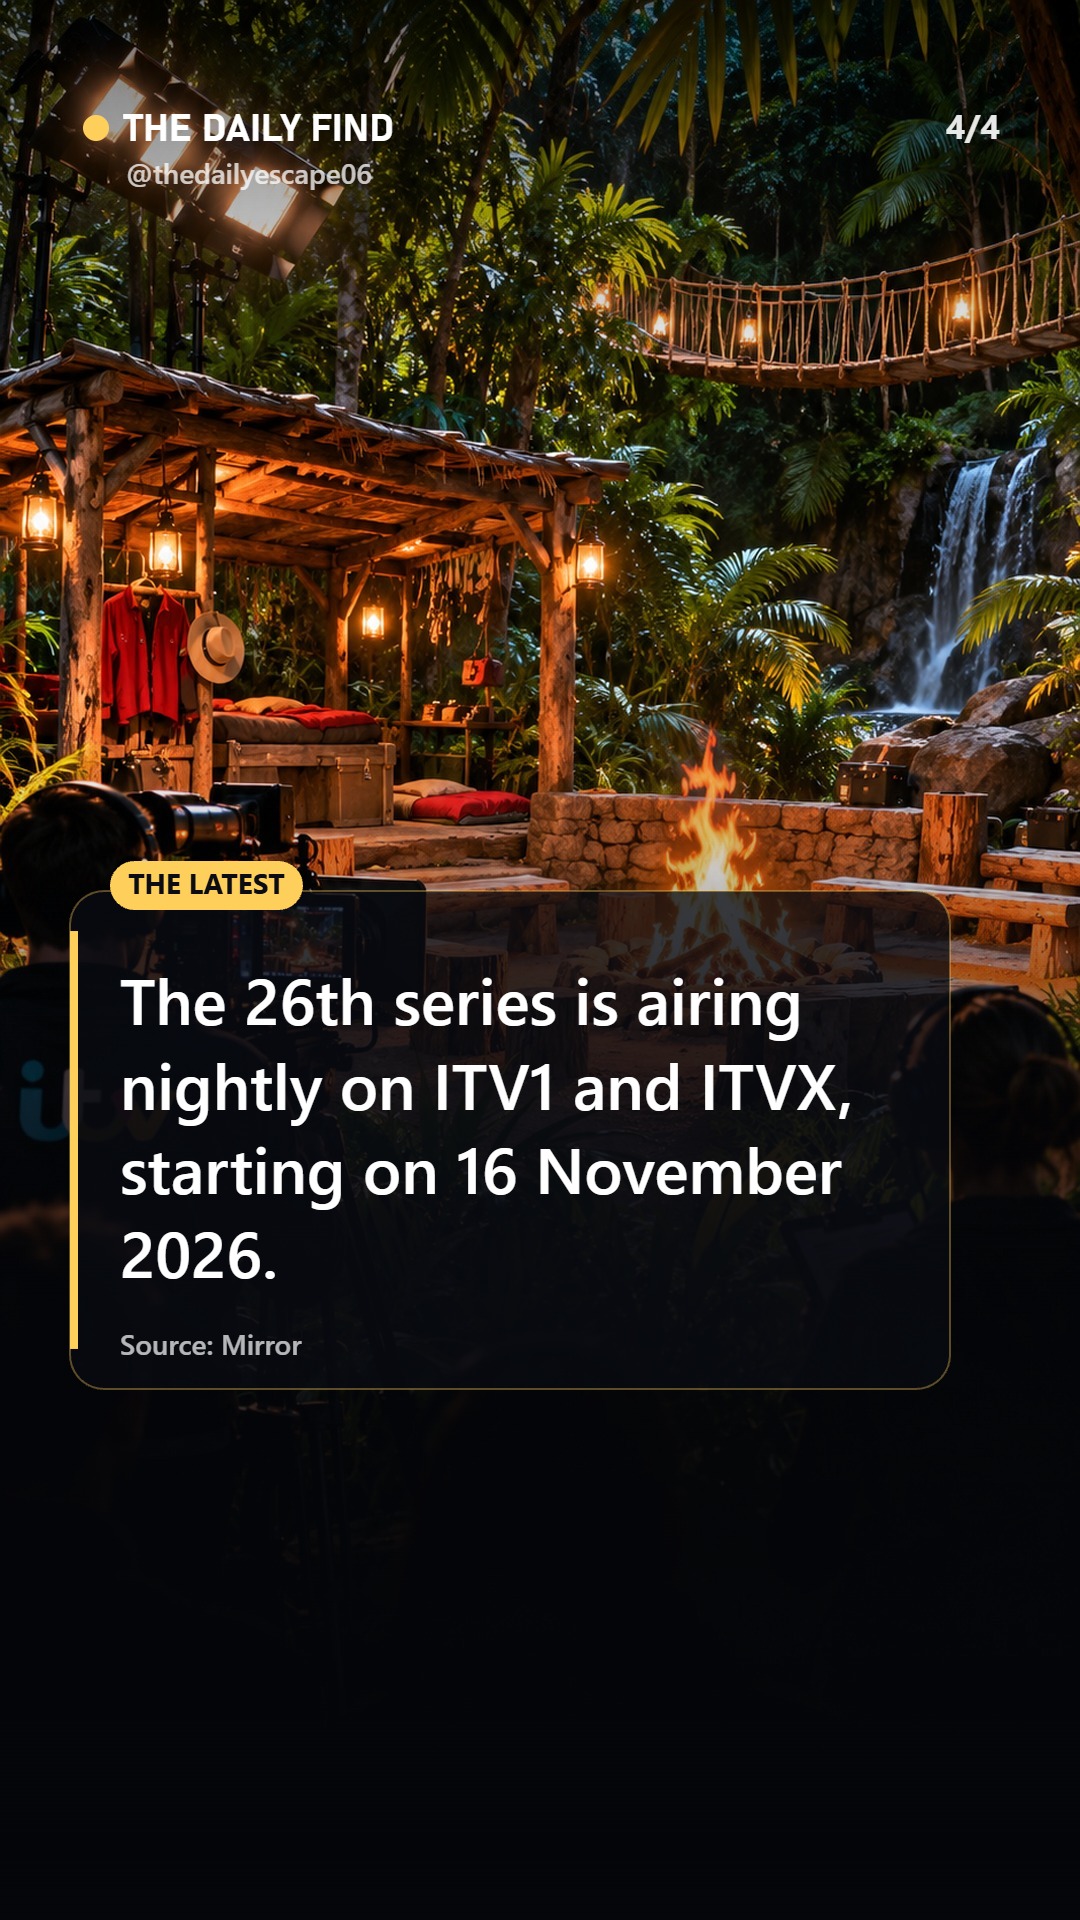 THE DAILY FIND
4/4
@thedailyescape06
THE LATEST
The 26th series is airing
nightly on ITV1 and ITVX,
starting on 16 November
2026.
Source: Mirror
itv